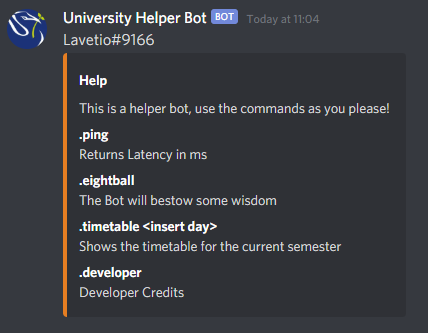 University Helper Bot BOT Today at 11:04
Lavetio#9166
Help
This is a helper bot, use the commands as you please!
.ping
Returns Latency in ms
.eightball
The Bot will bestow some wisdom
.timetable <insert day>
Shows the timetable for the current semester
.developer
Developer Credits